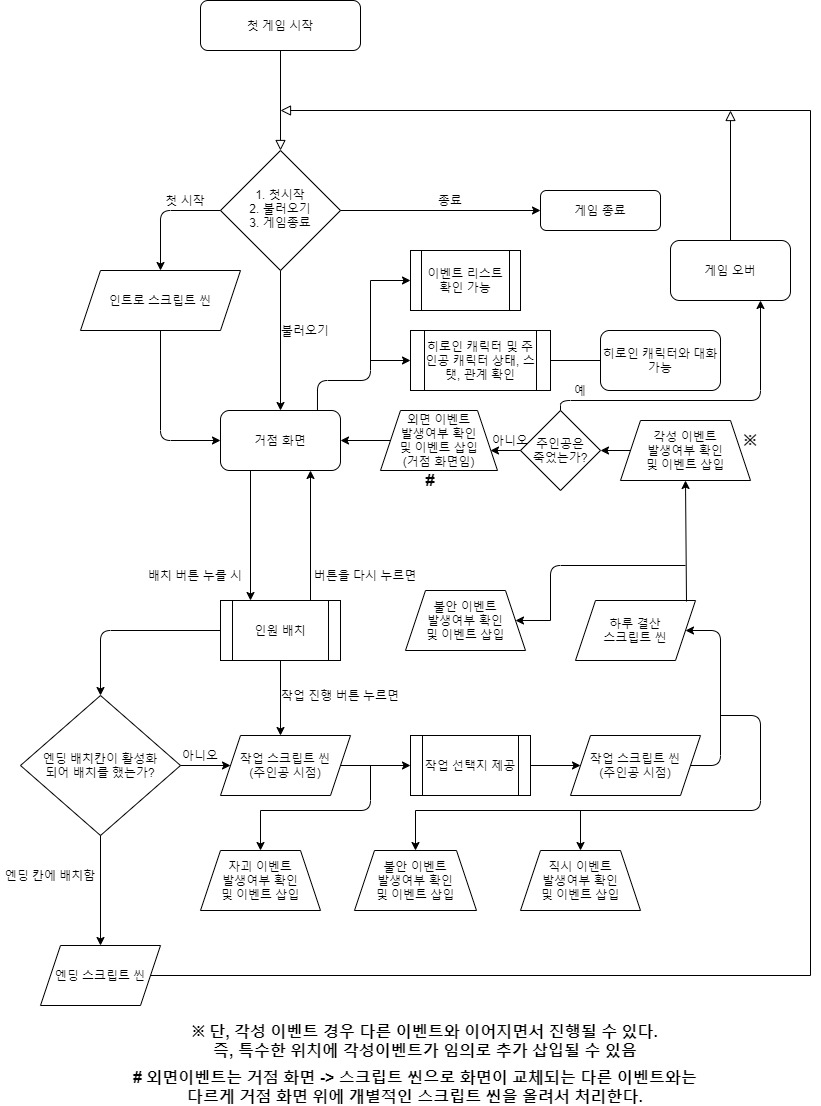 첫 게임 시작
1. 첫시작
2. 불러오기
3. 게임종료
첫 시작
종료
게임 종료
인트로 스크립트 씬
불러오기
이벤트 리스트
확인 가능
게임 오버
히로인 캐릭터 및 주
인공 캐릭터 상태, 스
탯, 관계 확인
히로인 캐릭터와 대화
가능
예
거점 화면
외면 이벤트
발생여부 확인
및 이벤트 삽입
(거점 화면임)
#
아니오
주인공은
죽었는가?
각성 이벤트
발생여부 확인
및 이벤트 삽입
※
배치 버튼 누를 시
버튼을 다시 누르면
인원 배치
불안 이벤트
발생여부 확인
및 이벤트 삽입
하루 결산
스크립트 씬
작업 진행 버튼 누르면
엔딩 배치칸이 활성화
되어 배치를 했는가?
아니오
작업 스크립트 씬
(주인공 시점)
작업 선택지 제공
작업 스크립트 씬
(주인공 시점)
자괴 이벤트
발생여부 확인
및 이벤트 삽입
불안 이벤트
발생여부 확인
및 이벤트 삽입
직시 이벤트
발생여부 확인
및 이벤트 삽입
엔딩 칸에 배치함
엔딩 스크립트 씬
※ 단, 각성 이벤트 경우 다른 이벤트와 이어지면서 진행될 수 있다.
즉, 특수한 위치에 각성이벤트가 임의로 추가 삽입될 수 있음
# 외면이벤트는 거점 화면 -> 스크립트 씬으로 화면이 교체되는 다른 이벤트와는
다르게 거점 화면 위에 개별적인 스크립트 씬을 올려서 처리한다.